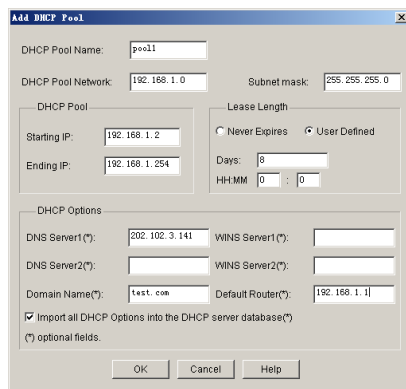 Add DHCP Pool
DHCP Pool Name: pool1
DHCP Pool Network: 192.168.1.0 Subnet mask: 255.255.255.0
DHCP Pool
Starting IP: 192.168.1.2
Ending IP: 192.168.1.254
Lease Length
Never Expires User Defined
Days: 8
HH:MM 0 : 0
DHCP Options
DNS Server1(*): 202.102.3.141 WINS Server1(*):
DNS Server2(*): WINS Server2(*):
Domain Name(*): test.com Default Router(*): 192.168.1.1
Import all DHCP Options into the DHCP server database(*)
(*) optional fields.
OK Cancel Help